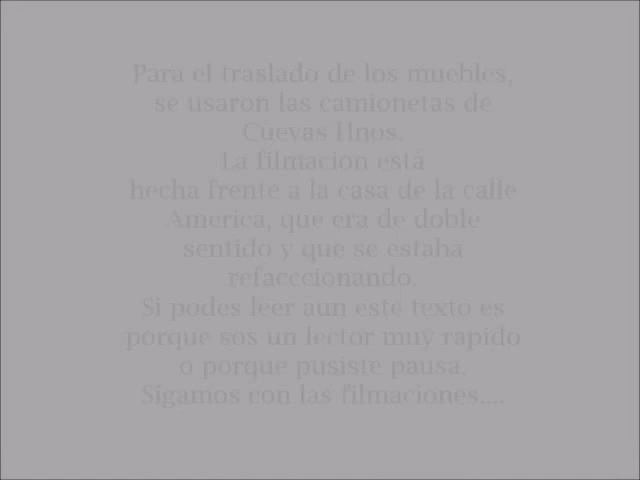 Para el traslado de los muebles,
se usaron las camionetas de
Cuevas Hnos.
La filmacion está
hecha frente a la casa de la calle
America, que era de doble
sentido y que se estaba
refacccionando.
Si podes leer aun este texto es
porque sos un lector muy rapido
o porque pusiste pausa.
Sigamos con las filmaciones....